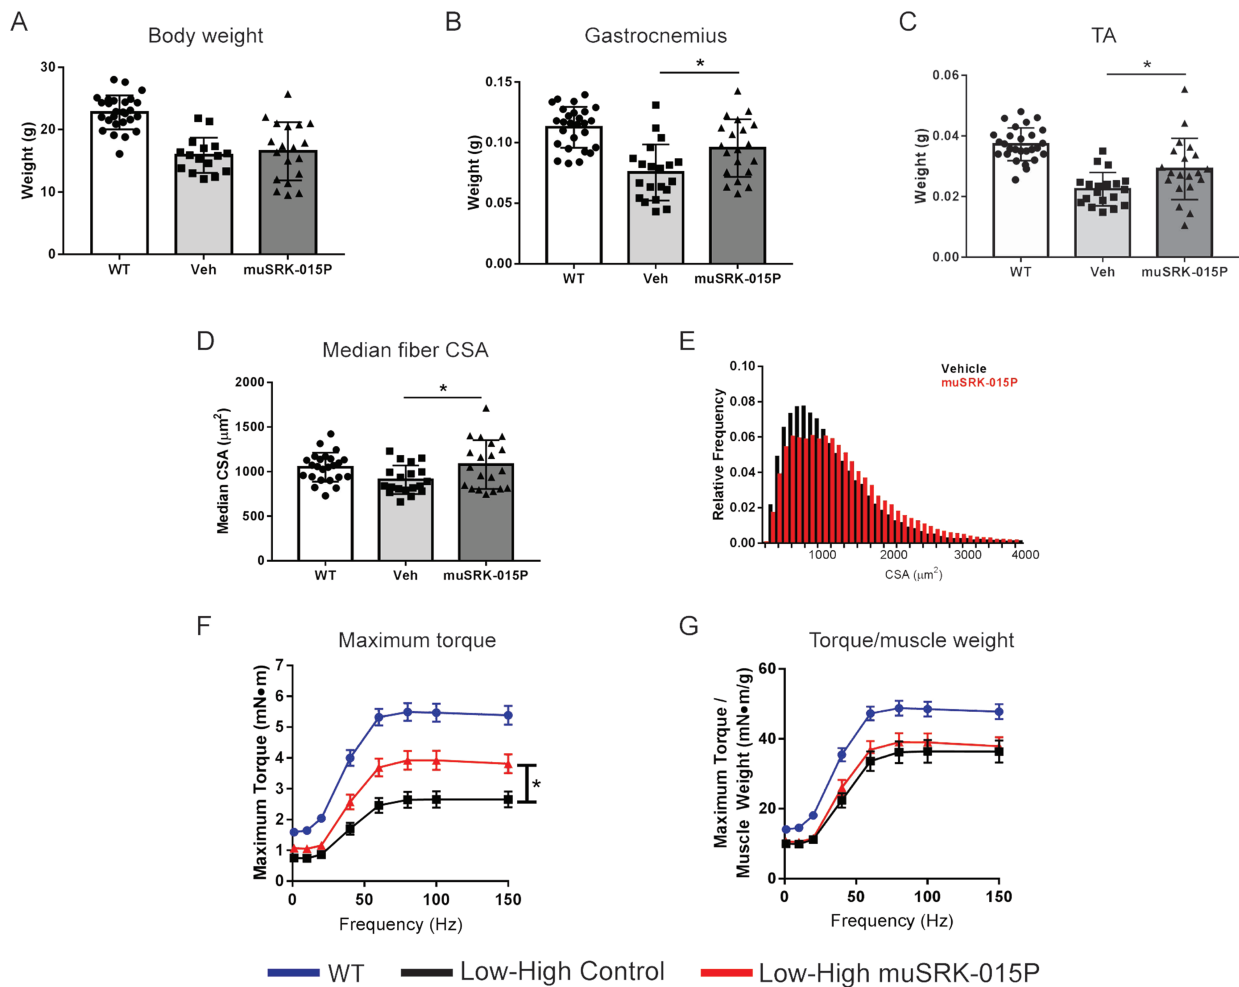 A
Body weight
Weight (g)
30
20
10
0
WT
Veh
muSRK-015P
B
Gastrocnemius
*
Weight (g)
0.15
0.10
0.05
0.00
WT
Veh
muSRK-015P
C
TA
*
Weight (g)
0.06
0.04
0.02
0.00
WT
Veh
muSRK-015P
D
Median fiber CSA
*
Median CSA (μm²)
2000
1500
1000
500
0
WT
Veh
muSRK-015P
E
Vehicle
muSRK-015P
Relative Frequency
0.10
0.08
0.06
0.04
0.02
0.00
1000
2000
3000
4000
CSA (μm²)
F
Maximum torque
Maximum Torque (mN•m)
7
6
5
4
3
2
1
0
*
0
50
100
150
Frequency (Hz)
G
Torque/muscle weight
Maximum Torque /
Muscle Weight (mN•m/g)
60
40
20
0
0
50
100
150
Frequency (Hz)
WT
Low-High Control
Low-High muSRK-015P